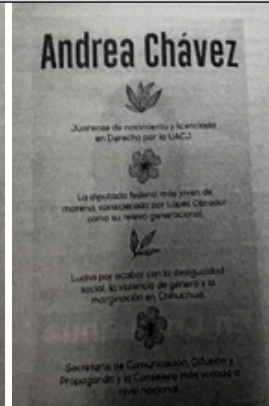 Andrea Chávez
Juarense de nacimiento y licenciada
en Derecho por la UACJ.
La diputada federal más joven de
morena, considerada por López Obrador
como su relevo generacional.
Lucha por acabar con la desigualdad
social, la violencia de género y la
marginación en Chihuahua.
Secretaria de Comunicación, Difusión y
Propaganda y la Consejera más votada a
nivel nacional.